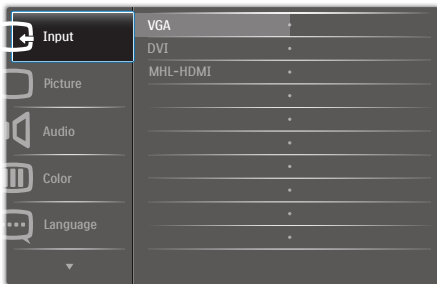 Input
VGA
DVI
MHL-HDMI
Picture
Audio
Color
Language